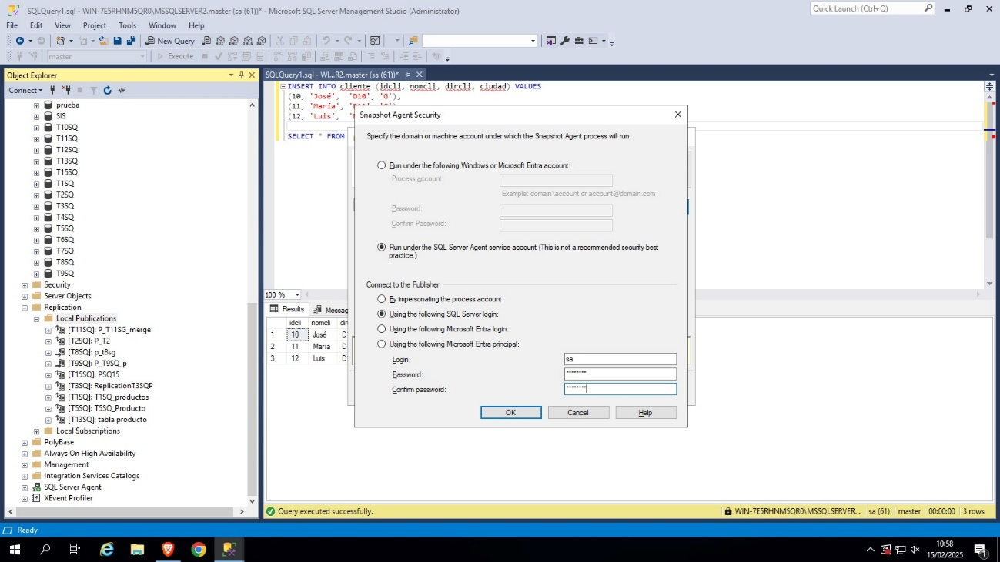 SQLQuery1.sql - WIN-7E5RHNM5QR0\MSSQLSERVER2.master (sa (61))* - Microsoft SQL Server Management Studio (Administrator)
Quick Launch (Ctrl+Q)
File Edit View Project Tools Window Help
New Query
master
Execute
Object Explorer
SQLQuery1.sql - WI...R2.master (sa (61))*
Connect
prueba
SIS
T10SQ
T11SQ
T12SQ
T13SQ
T15SQ
T1SQ
T2SQ
T3SQ
T4SQ
T5SQ
T6SQ
T7SQ
T8SQ
T9SQ
Security
Server Objects
Replication
Local Publications
[T11SQ]: P_T11SG_merge
[T2SQ]: P_T2
[T8SQ]: p_t8sg
[T9SQ]: P_T9SQ_p
[T15SQ]: PSQ15
[T3SQ]: ReplicationT3SQP
[T1SQ]: T1SQ_productos
[T5SQ]: T5SQ_Producto
[T13SQ]: tabla producto
Local Subscriptions
PolyBase
Always On High Availability
Management
Integration Services Catalogs
SQL Server Agent
XEvent Profiler
INSERT INTO cliente (idcli, nomcli, dircli, ciudad) VALUES
(10, 'José', 'D10', 'G'),
(11, 'María',
(12, 'Luis',
SELECT * FROM
Snapshot Agent Security
Specify the domain or machine account under which the Snapshot Agent process will run.
Run under the following Windows or Microsoft Entra account:
Process account:
Example: domain\account or account@domain.com
Password:
Confirm Password:
Run under the SQL Server Agent service account (This is not a recommended security best
practice.)
Connect to the Publisher
By impersonating the process account
Using the following SQL Server login:
Using the following Microsoft Entra login:
Using the following Microsoft Entra principal:
Login: sa
Password: ********
Confirm password: ********
OK Cancel Help
100 %
Results Messag
idcli nomcli di
1 10 José D
2 11 María D
3 12 Luis D
Query executed successfully.
WIN-7E5RHNM5QR0\MSSQLSERVER... sa (61) master 00:00:00 3 rows
Ready
10:58
15/02/2025
1